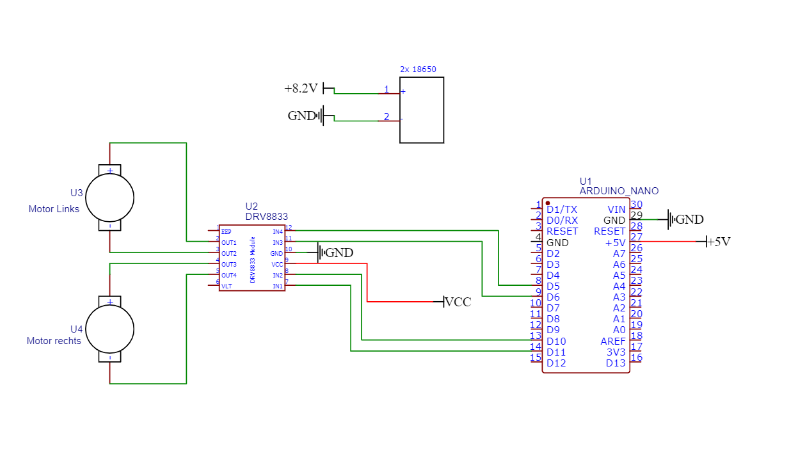 2x 18650
+8.2V
1
+
GND
2
-
U1
ARDUINO_NANO
U3
Motor Links
+
-
U2
DRV8833
DRV8833 Module
1 EEP
2 OUT1
3 OUT2
4 OUT3
5 OUT4
6 VLT
12 IN4
11 IN3
10 GND
9 VCC
8 IN2
7 IN1
GND
VCC
U4
Motor rechts
+
-
1 D1/TX VIN 30
2 D0/RX GND 29
3 RESET RESET 28
4 GND +5V 27
5 D2 A7 26
6 D3 A6 25
7 D4 A5 24
8 D5 A4 23
9 D6 A3 22
10 D7 A2 21
11 D8 A1 20
12 D9 A0 19
13 D10 AREF 18
14 D11 3V3 17
15 D12 D13 16
GND
+5V